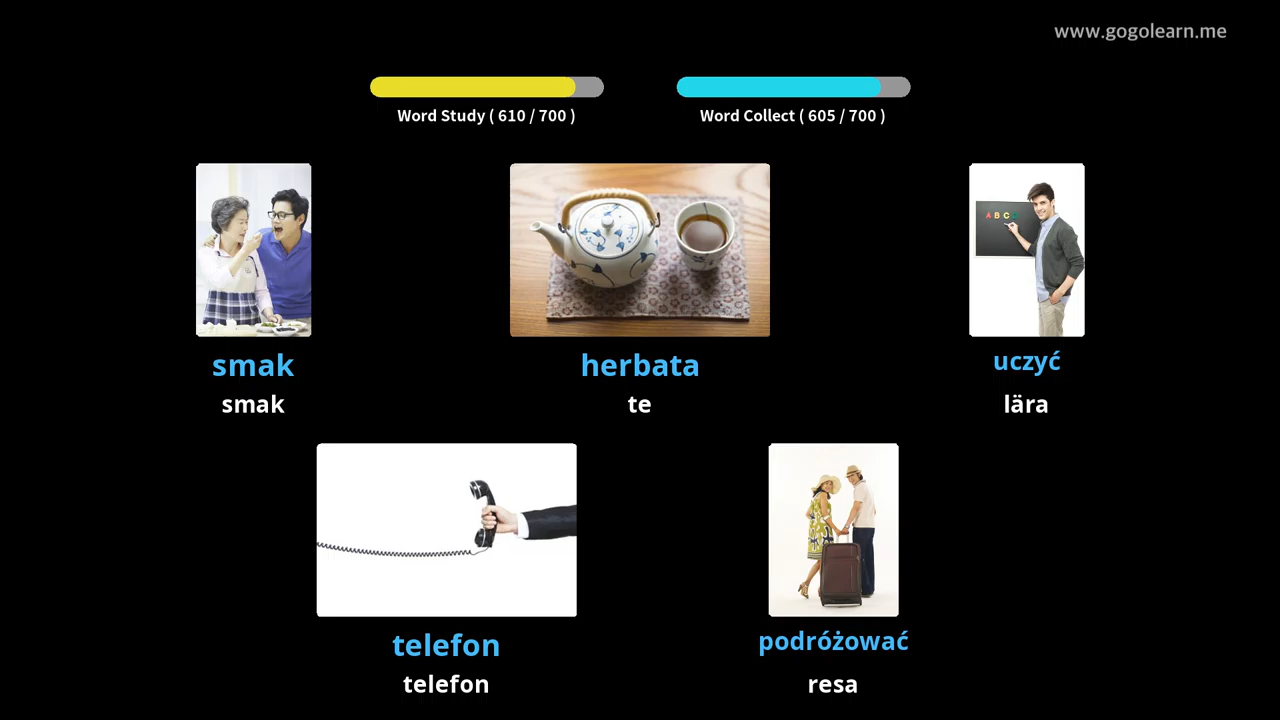 www.gogolearn.me
Word Study ( 610 / 700 )
Word Collect ( 605 / 700 )
A B C
smak
herbata
uczyć
smak
te
lära
telefon
podróżować
telefon
resa